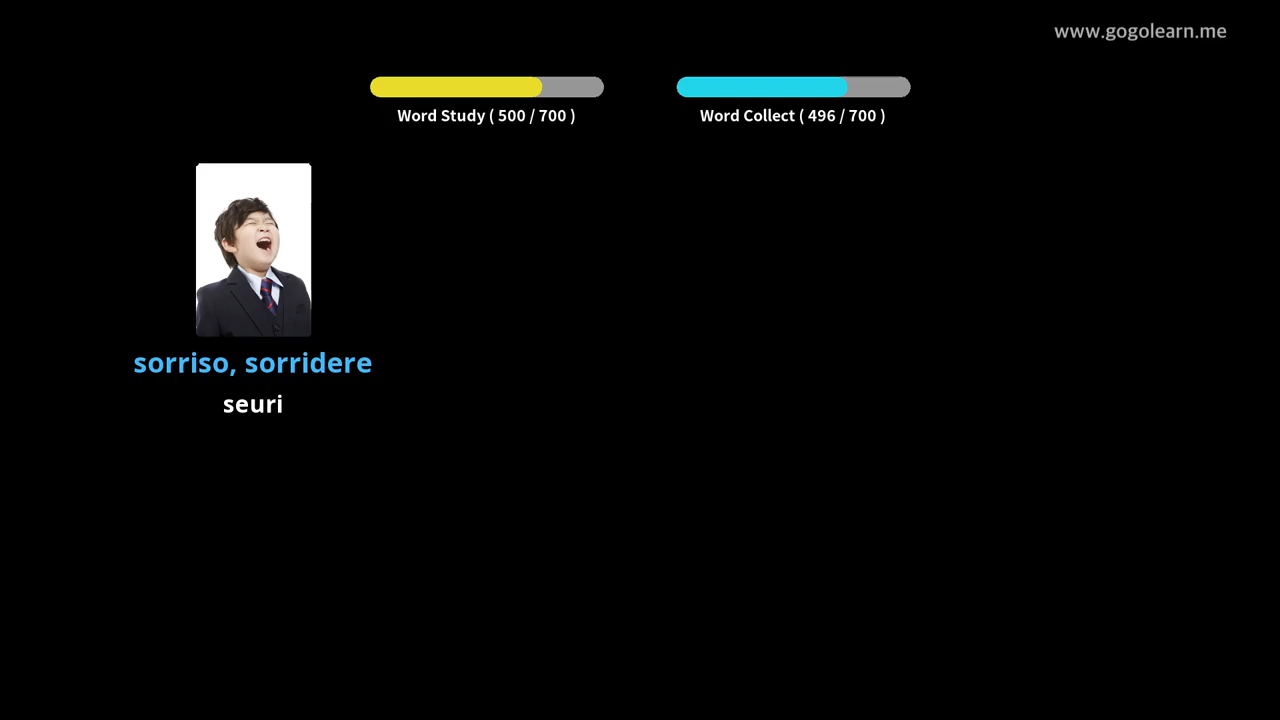 www.gogolearn.me
Word Study ( 500 / 700 )
Word Collect ( 496 / 700 )
sorriso, sorridere
seuri